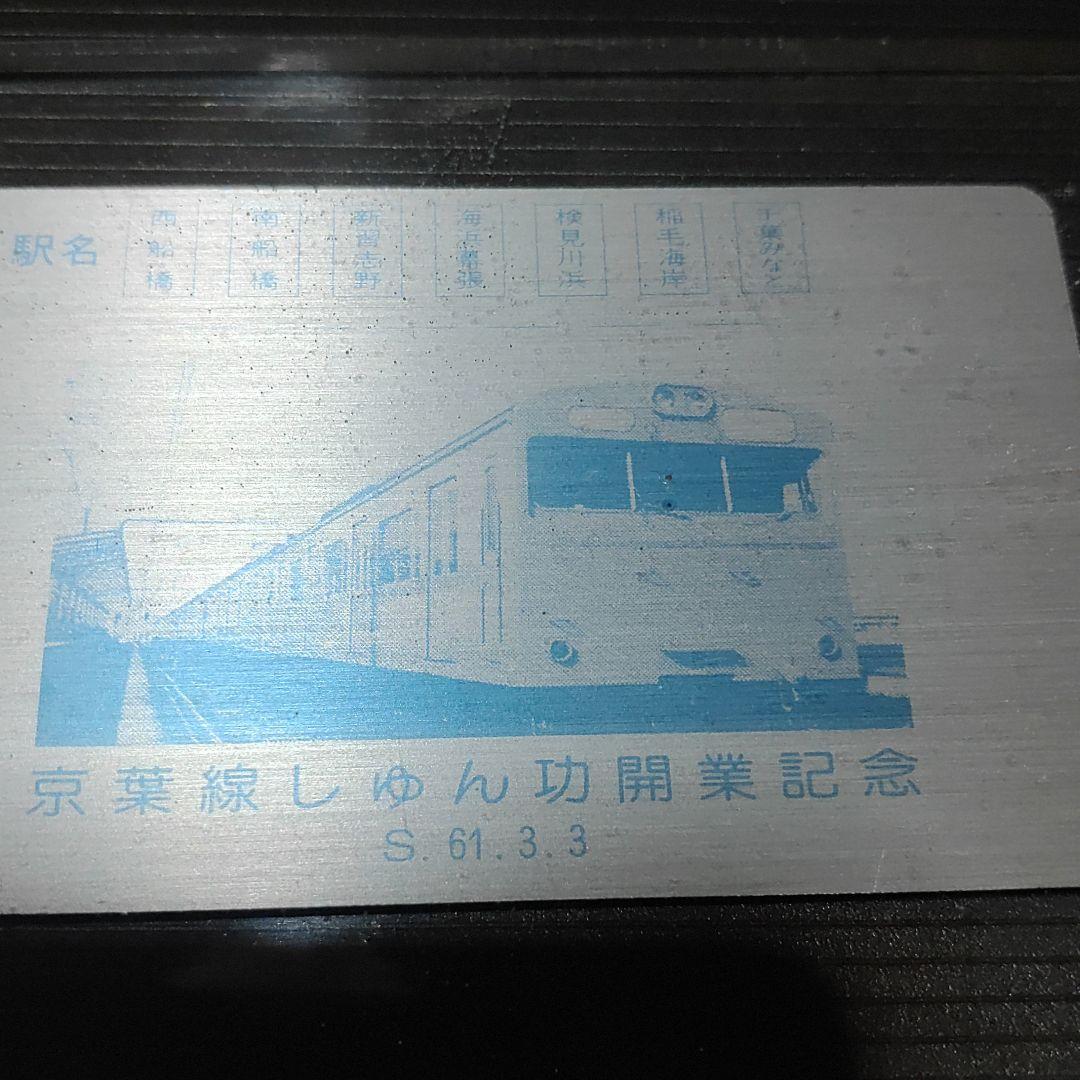 駅名 西船橋 南船橋 新習志野 海浜幕張 検見川浜 稲毛海岸 千葉みなと
京葉線しゅん功開業記念
S. 61. 3. 3